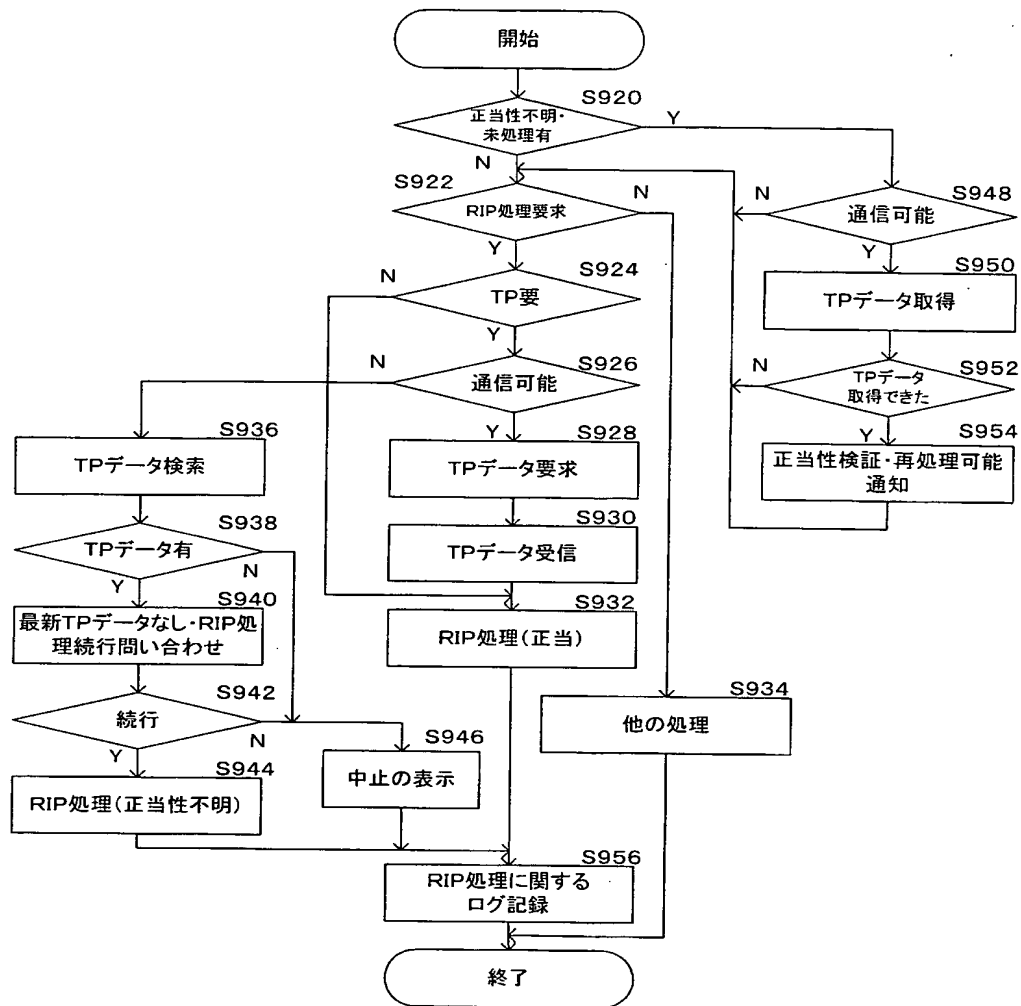 開始
S920
正当性不明・
未処理有
Y
N
S922
RIP処理要求
N
Y
S948
通信可能
N
Y
S924
TP要
N
Y
S950
TPデータ取得
S926
通信可能
N
Y
S952
TPデータ
取得できた
N
Y
S954
正当性検証・再処理可能
通知
S928
TPデータ要求
S936
TPデータ検索
S930
TPデータ受信
S938
TPデータ有
N
Y
S932
RIP処理(正当)
S940
最新TPデータなし・RIP処
理続行問い合わせ
S934
他の処理
S942
続行
N
Y
S946
中止の表示
S944
RIP処理(正当性不明)
S956
RIP処理に関する
ログ記録
終了